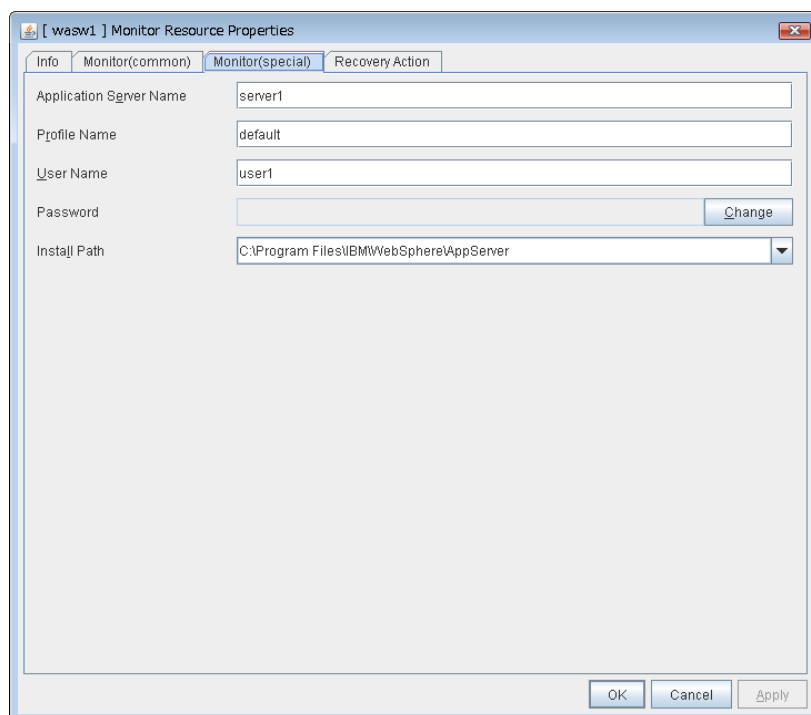 [ wasw1 ] Monitor Resource Properties
Info Monitor(common) Monitor(special) Recovery Action
Application Server Name server1
Profile Name default
User Name user1
Password Change
Install Path C:\Program Files\IBM\WebSphere\AppServer
OK Cancel Apply